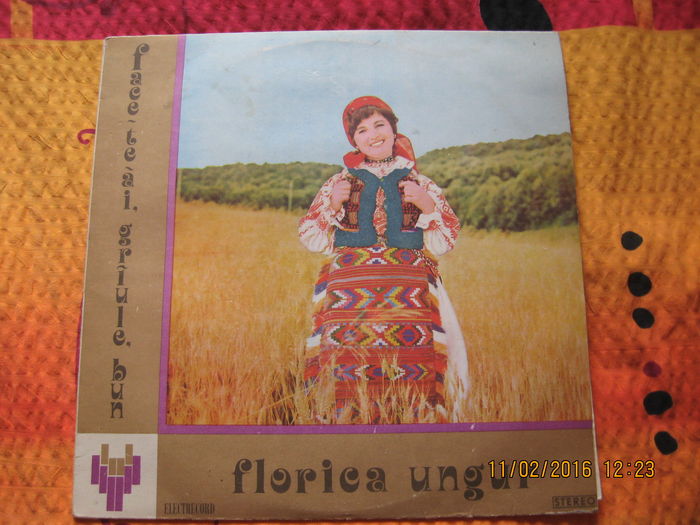 face-te-ai, grîule, bun
florica ungur
ELECTRECORD
STEREO
11/02/2016 12:23